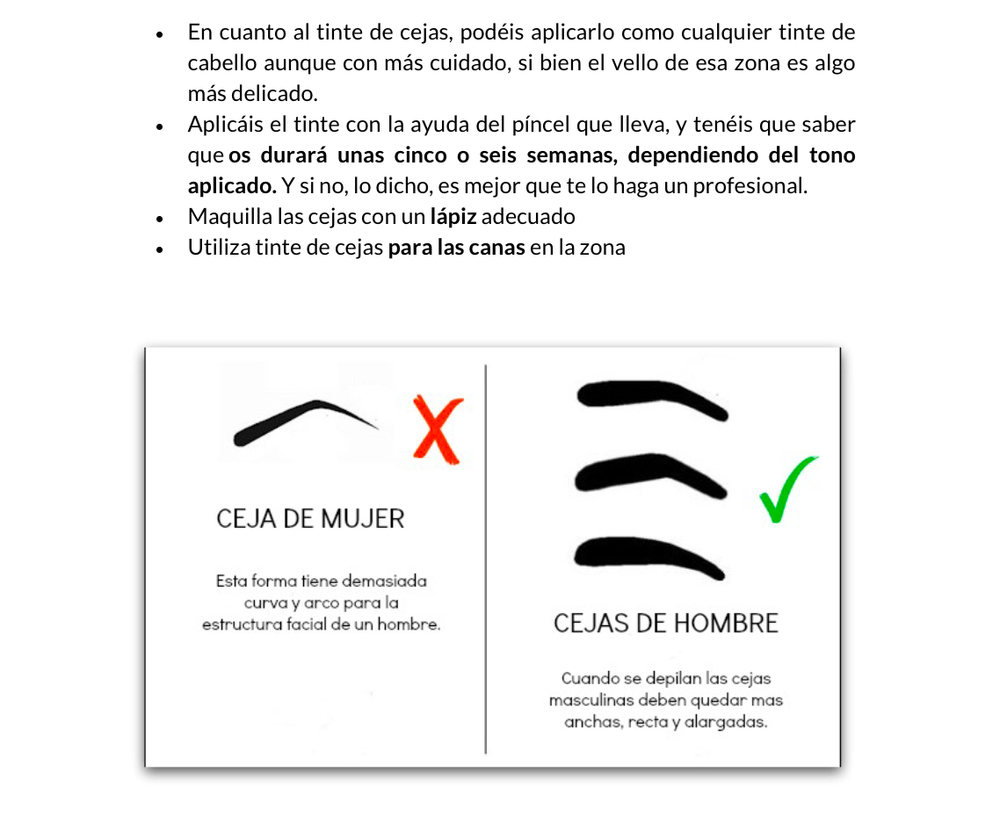 • En cuanto al tinte de cejas, podéis aplicarlo como cualquier tinte de
cabello aunque con más cuidado, si bien el vello de esa zona es algo
más delicado.
• Aplicáis el tinte con la ayuda del píncel que lleva, y tenéis que saber
que os durará unas cinco o seis semanas, dependiendo del tono
aplicado. Y si no, lo dicho, es mejor que te lo haga un profesional.
• Maquilla las cejas con un lápiz adecuado
• Utiliza tinte de cejas para las canas en la zona
CEJA DE MUJER
Esta forma tiene demasiada
curva y arco para la
estructura facial de un hombre.
CEJAS DE HOMBRE
Cuando se depilan las cejas
masculinas deben quedar mas
anchas, recta y alargadas.